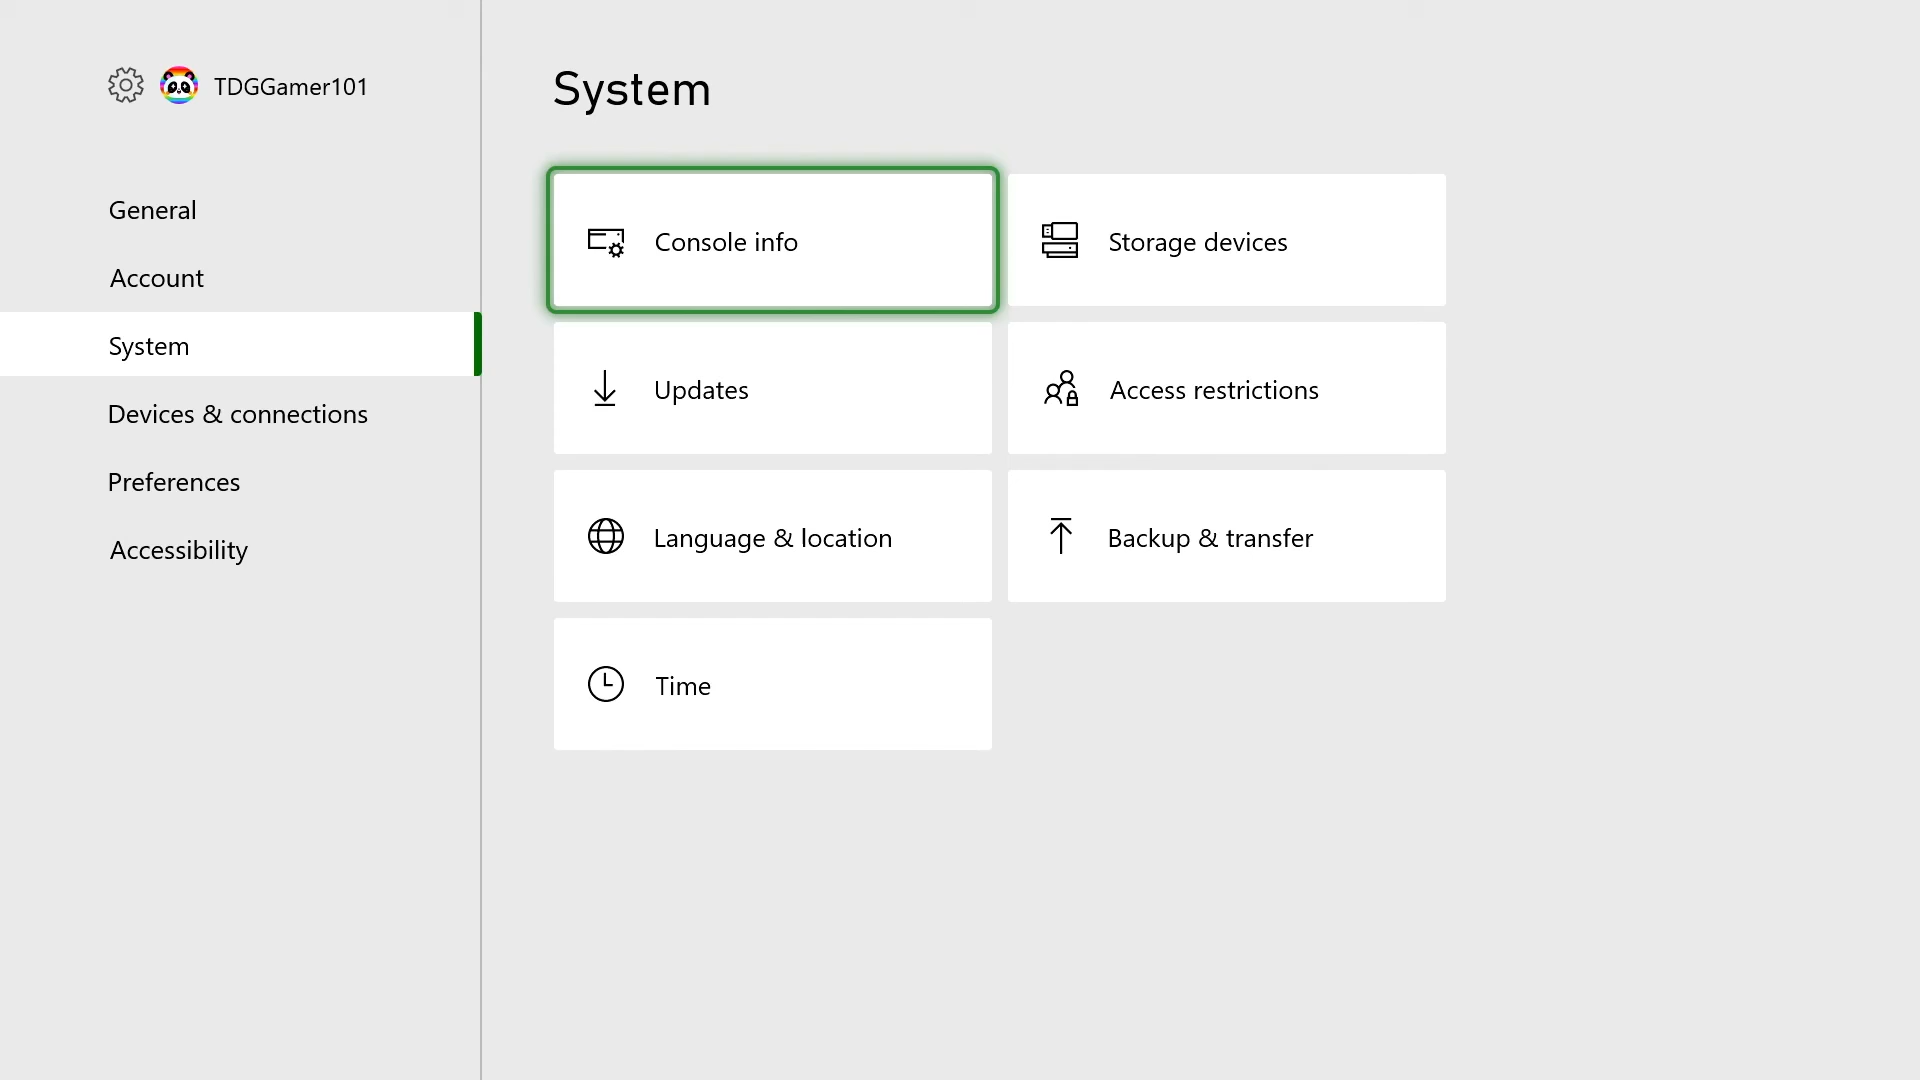 TDGGamer101
General
Account
System
Devices & connections
Preferences
Accessibility
System
Console info
Storage devices
Updates
Access restrictions
Language & location
Backup & transfer
Time